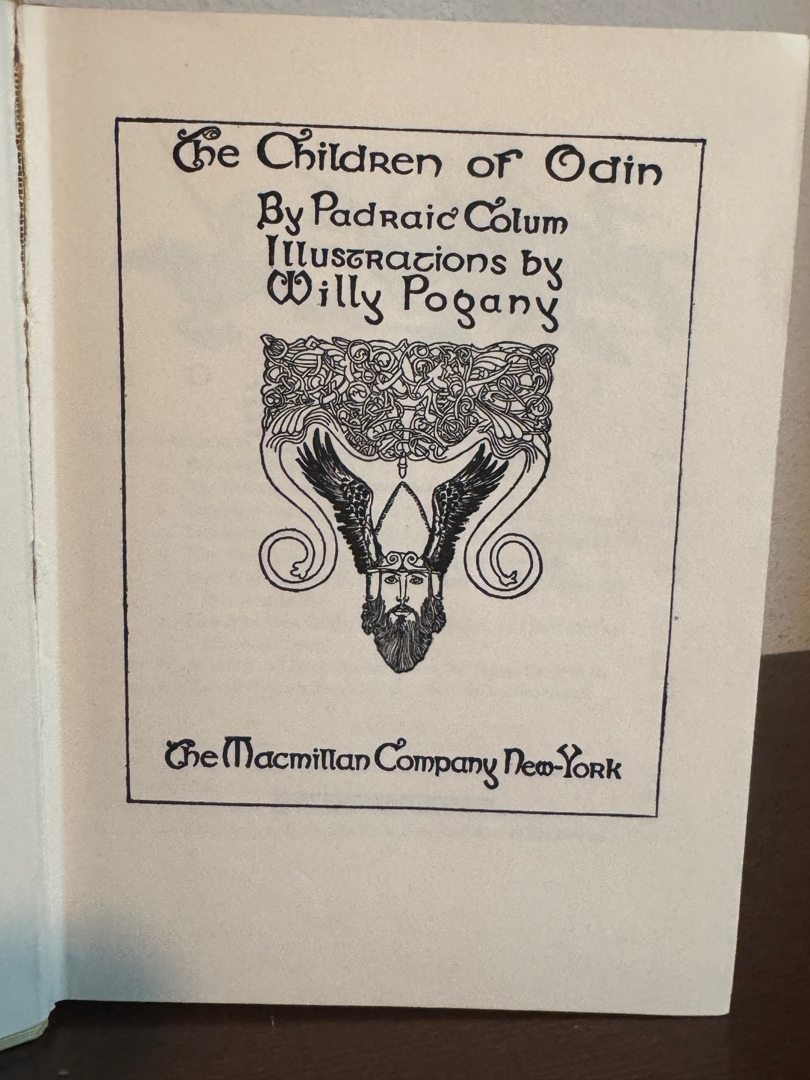 The Children of Odin
By Padraic Colum
Illustrations by
Willy Pogany
The Macmillan Company New-York